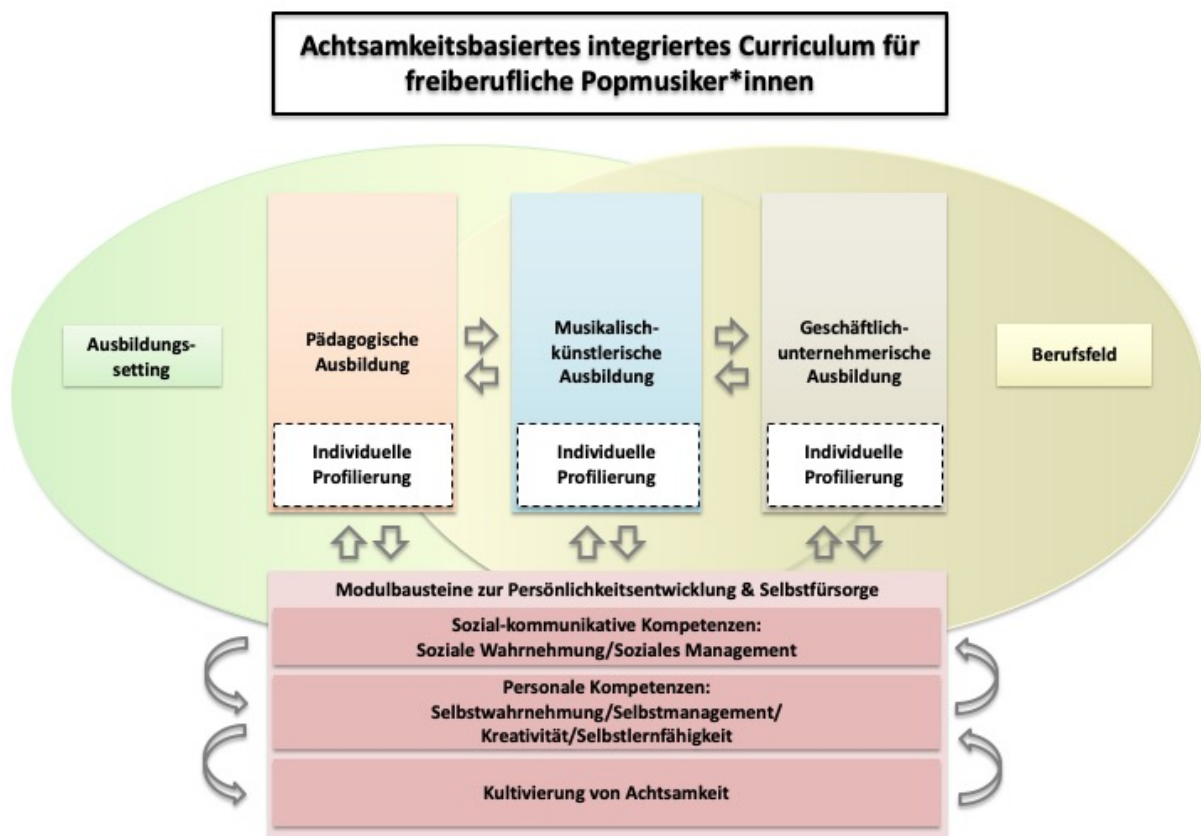 Achtsamkeitsbasiertes integriertes Curriculum für
freiberufliche Popmusiker*innen
Ausbildungs-
setting
Pädagogische
Ausbildung
Musikalisch-
künstlerische
Ausbildung
Geschäftlich-
unternehmerische
Ausbildung
Berufsfeld
Individuelle
Profilierung
Individuelle
Profilierung
Individuelle
Profilierung
Modulbausteine zur Persönlichkeitsentwicklung & Selbstfürsorge
Sozial-kommunikative Kompetenzen:
Soziale Wahrnehmung/Soziales Management
Personale Kompetenzen:
Selbstwahrnehmung/Selbstmanagement/
Kreativität/Selbstlernfähigkeit
Kultivierung von Achtsamkeit